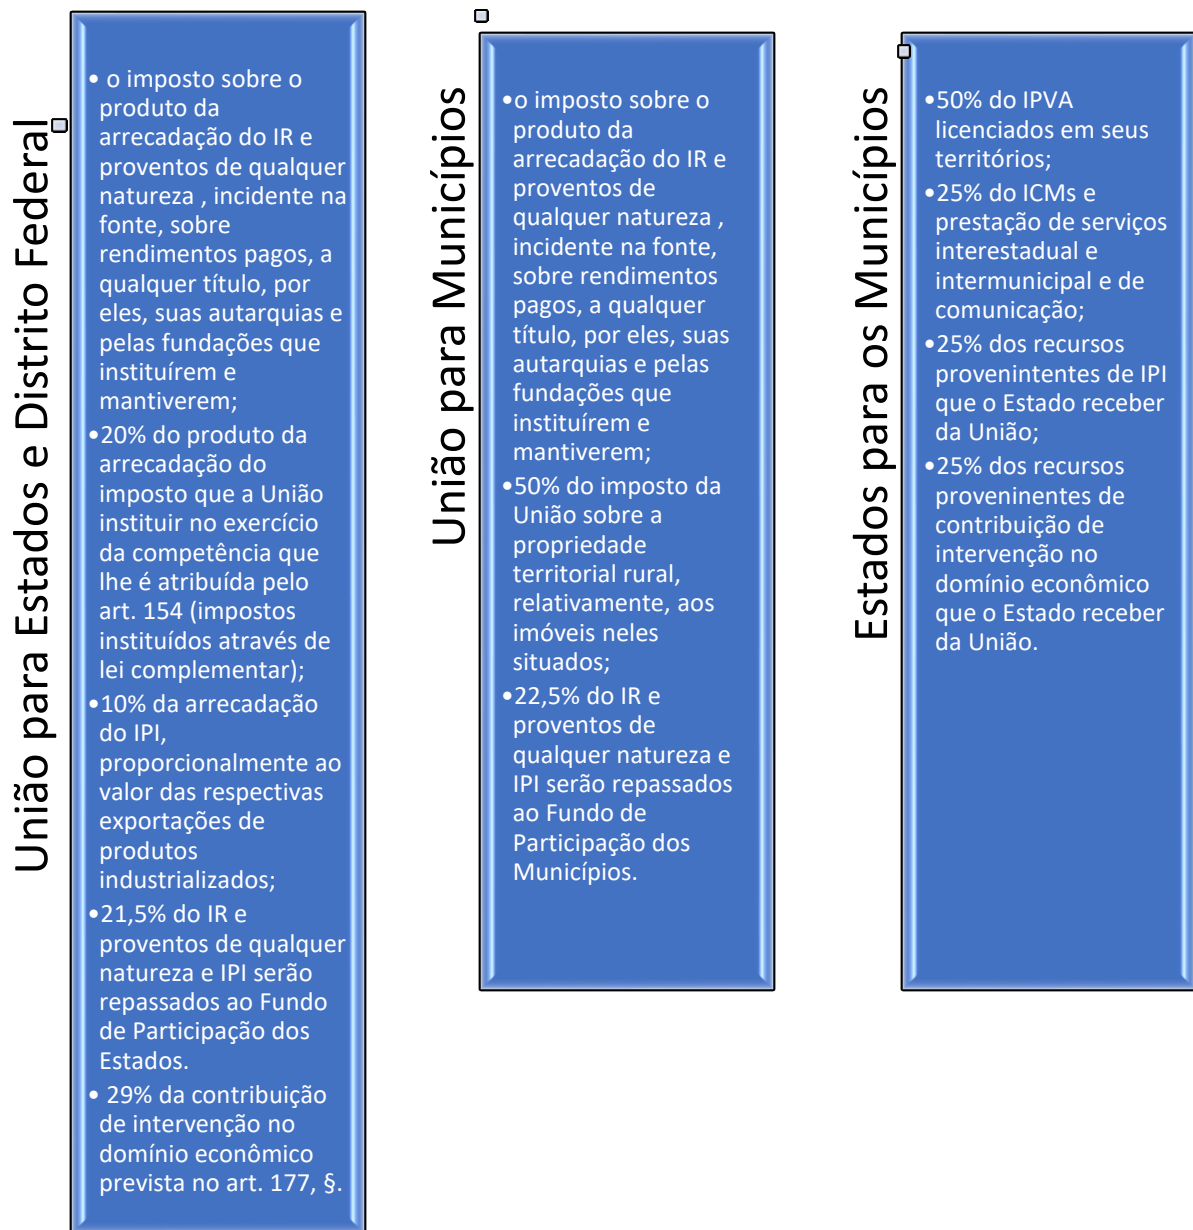 União para Estados e Distrito Federal
• o imposto sobre o
produto da
arrecadação do IR e
proventos de qualquer
natureza , incidente na
fonte, sobre
rendimentos pagos, a
qualquer título, por
eles, suas autarquias e
pelas fundações que
instituírem e
mantiverem;
•20% do produto da
arrecadação do
imposto que a União
instituir no exercício
da competência que
lhe é atribuída pelo
art. 154 (impostos
instituídos através de
lei complementar);
•10% da arrecadação
do IPI,
proporcionalmente ao
valor das respectivas
exportações de
produtos
industrializados;
•21,5% do IR e
proventos de qualquer
natureza e IPI serão
repassados ao Fundo
de Participação dos
Estados.
• 29% da contribuição
de intervenção no
domínio econômico
prevista no art. 177, §.
União para Municípios
•o imposto sobre o
produto da
arrecadação do IR e
proventos de
qualquer natureza ,
incidente na fonte,
sobre rendimentos
pagos, a qualquer
título, por eles, suas
autarquias e pelas
fundações que
instituírem e
mantiverem;
•50% do imposto da
União sobre a
propriedade
territorial rural,
relativamente, aos
imóveis neles
situados;
•22,5% do IR e
proventos de
qualquer natureza e
IPI serão repassados
ao Fundo de
Participação dos
Municípios.
Estados para os Municípios
•50% do IPVA
licenciados em seus
territórios;
•25% do ICMs e
prestação de serviços
interestadual e
intermunicipal e de
comunicação;
•25% dos recursos
provenintentes de IPI
que o Estado receber
da União;
•25% dos recursos
proveninentes de
contribuição de
intervenção no
domínio econômico
que o Estado receber
da União.